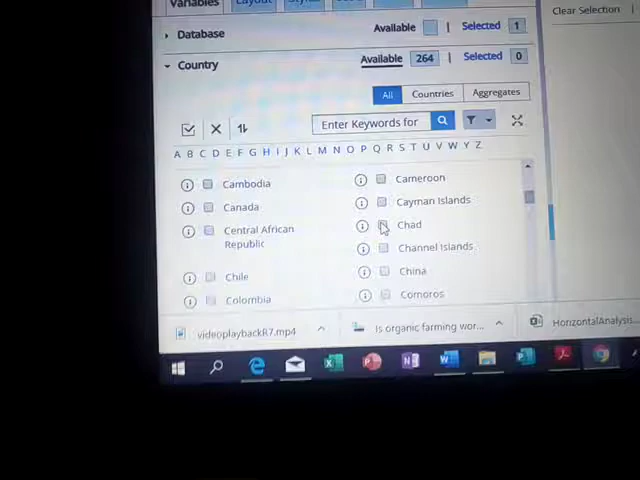 Variables Layout
Clear Selection
Database Available Selected 1
Country Available 264 Selected 0
All Countries Aggregates
Enter Keywords for
A B C D E F G H I J K L M N O P Q R S T U V W Y Z
Cambodia Cameroon
Canada Cayman Islands
Central African Republic Chad
Channel Islands
Chile China
Colombia Comoros
videoplaybackR7.mp4 Is organic farming wor... HorizontalAnalysis...